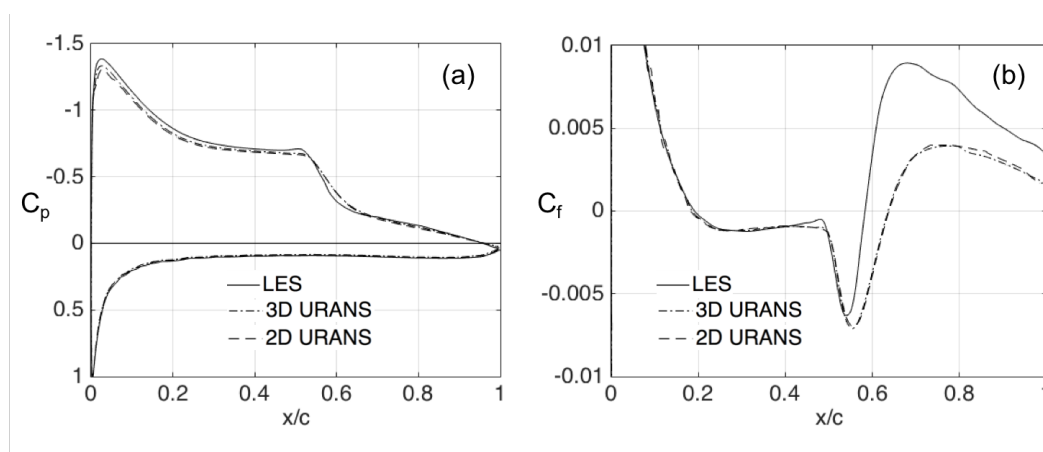 -1.5
(a)
-1
-0.5
Cp
0
LES
0.5
3D URANS
2D URANS
1
0 0.2 0.4 0.6 0.8 1
x/c
0.01
(b)
0.005
Cf
0
LES
-0.005
3D URANS
2D URANS
-0.01
0 0.2 0.4 0.6 0.8 1
x/c